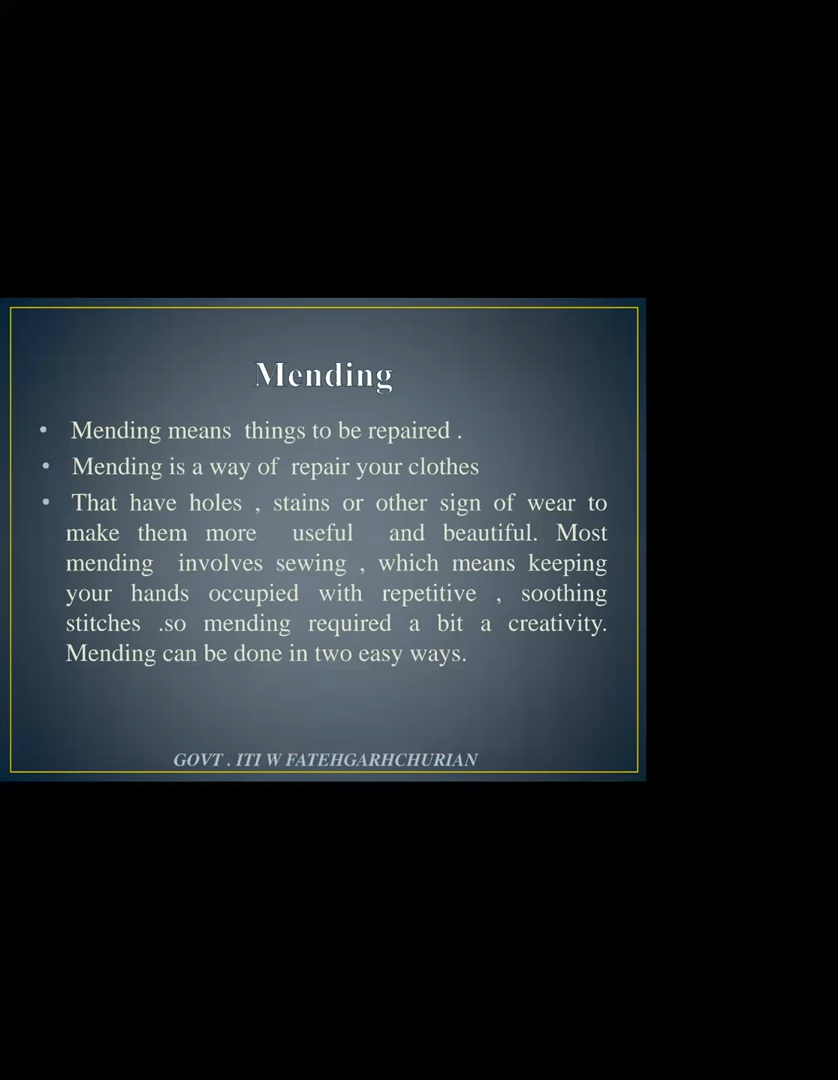 Mending
• Mending means things to be repaired .
• Mending is a way of repair your clothes
• That have holes , stains or other sign of wear to
make them more useful and beautiful. Most
mending involves sewing , which means keeping
your hands occupied with repetitive , soothing
stitches .so mending required a bit a creativity.
Mending can be done in two easy ways.
GOVT . ITI W FATEHGARHCHURIAN